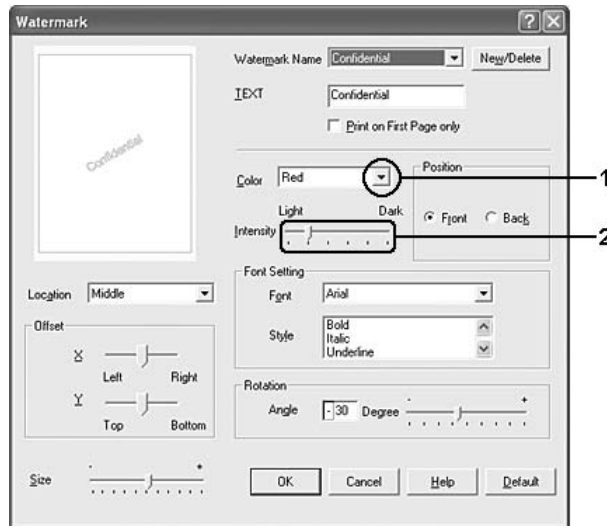 Watermark
Confidential
Watermark Name Confidential New/Delete
TEXT Confidential
Print on First Page only
Color Red
1
Position
Front Back
Light Dark
Intensity
2
Location Middle
Font Setting
Font Arial
Style Bold
Italic
Underline
Offset
X
Left Right
Y
Top Bottom
Rotation
Angle -30 Degree - +
Size - +
OK Cancel Help Default